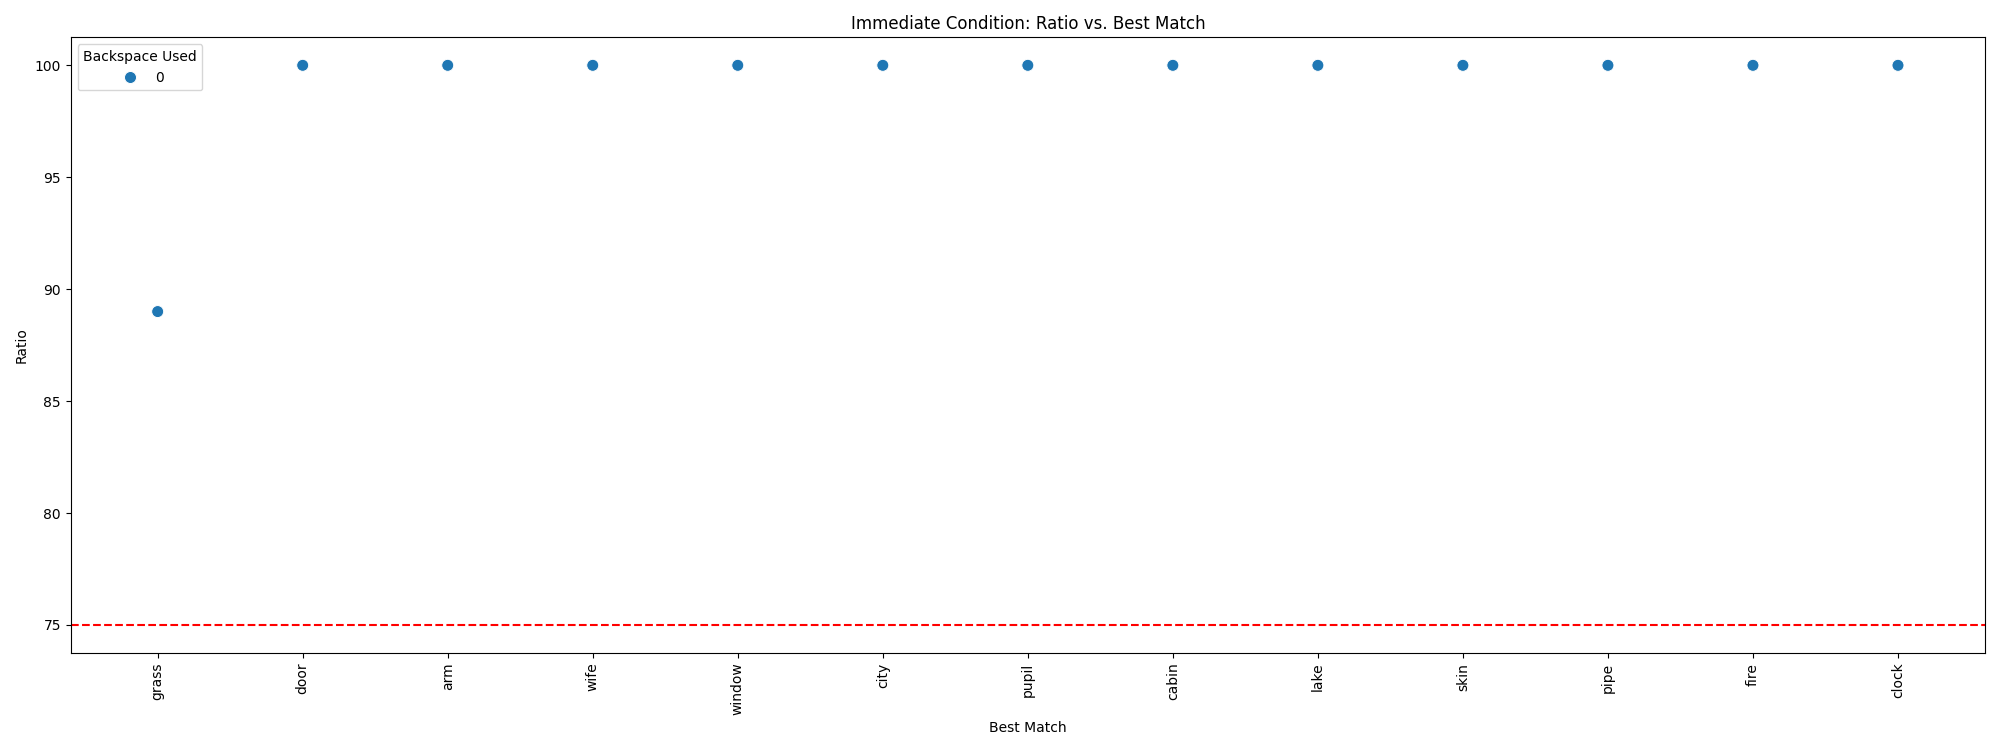 Immediate Condition: Ratio vs. Best Match
Backspace Used
0
100
95
90
85
80
75
Ratio
grass
door
arm
wife
window
city
pupil
cabin
lake
skin
pipe
fire
clock
Best Match